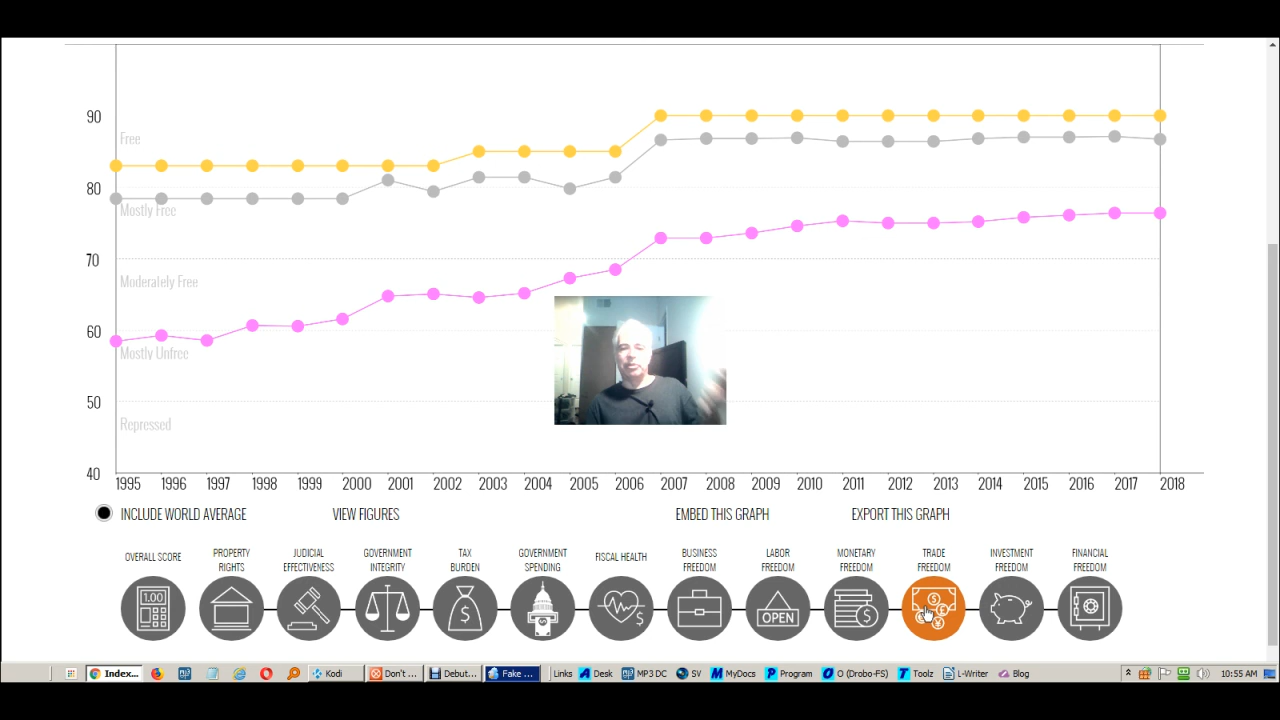 90
Free
80
Mostly Free
70
Moderately Free
60
Mostly Unfree
50
Repressed
40
1995 1996 1997 1998 1999 2000 2001 2002 2003 2004 2005 2006 2007 2008 2009 2010 2011 2012 2013 2014 2015 2016 2017 2018
INCLUDE WORLD AVERAGE VIEW FIGURES EMBED THIS GRAPH EXPORT THIS GRAPH
OVERALL SCORE PROPERTY RIGHTS JUDICIAL EFFECTIVENESS GOVERNMENT INTEGRITY TAX BURDEN GOVERNMENT SPENDING FISCAL HEALTH BUSINESS FREEDOM LABOR FREEDOM MONETARY FREEDOM TRADE FREEDOM INVESTMENT FREEDOM FINANCIAL FREEDOM
1.00 $ $ $ OPEN $ $ £ ¥
Index... Kodi Don't ... Debut... Fake ... Links A Desk MP3 DC SV M MyDocs P Program O O (Drobo-FS) T Toolz L-Writer Blog 10:55 AM